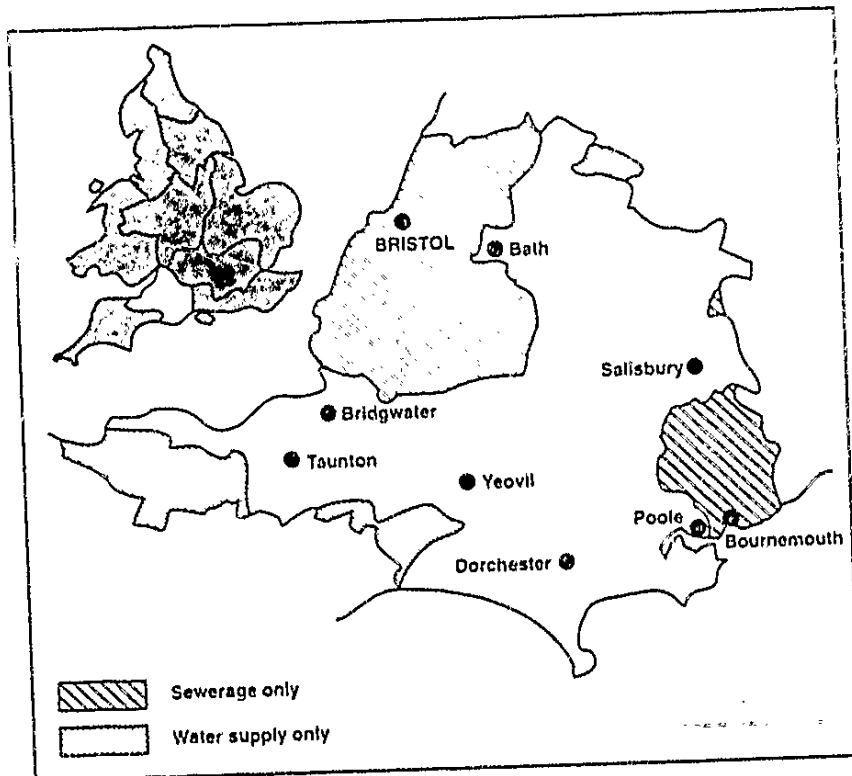 BRISTOL
Bath
Salisbury
Bridgwater
Taunton
Yeovil
Poole
Bournemouth
Dorchester
Sewerage only
Water supply only